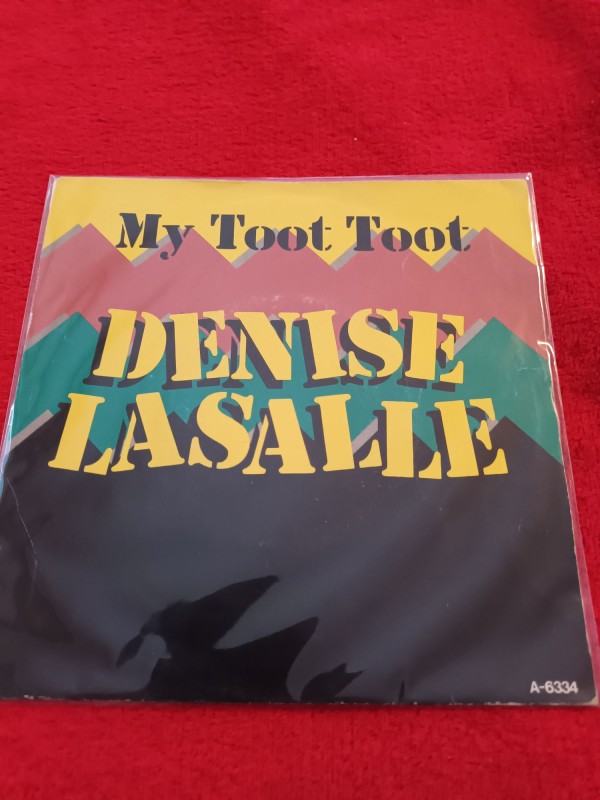 My Toot Toot
DENISE
LASALLE
A-6334